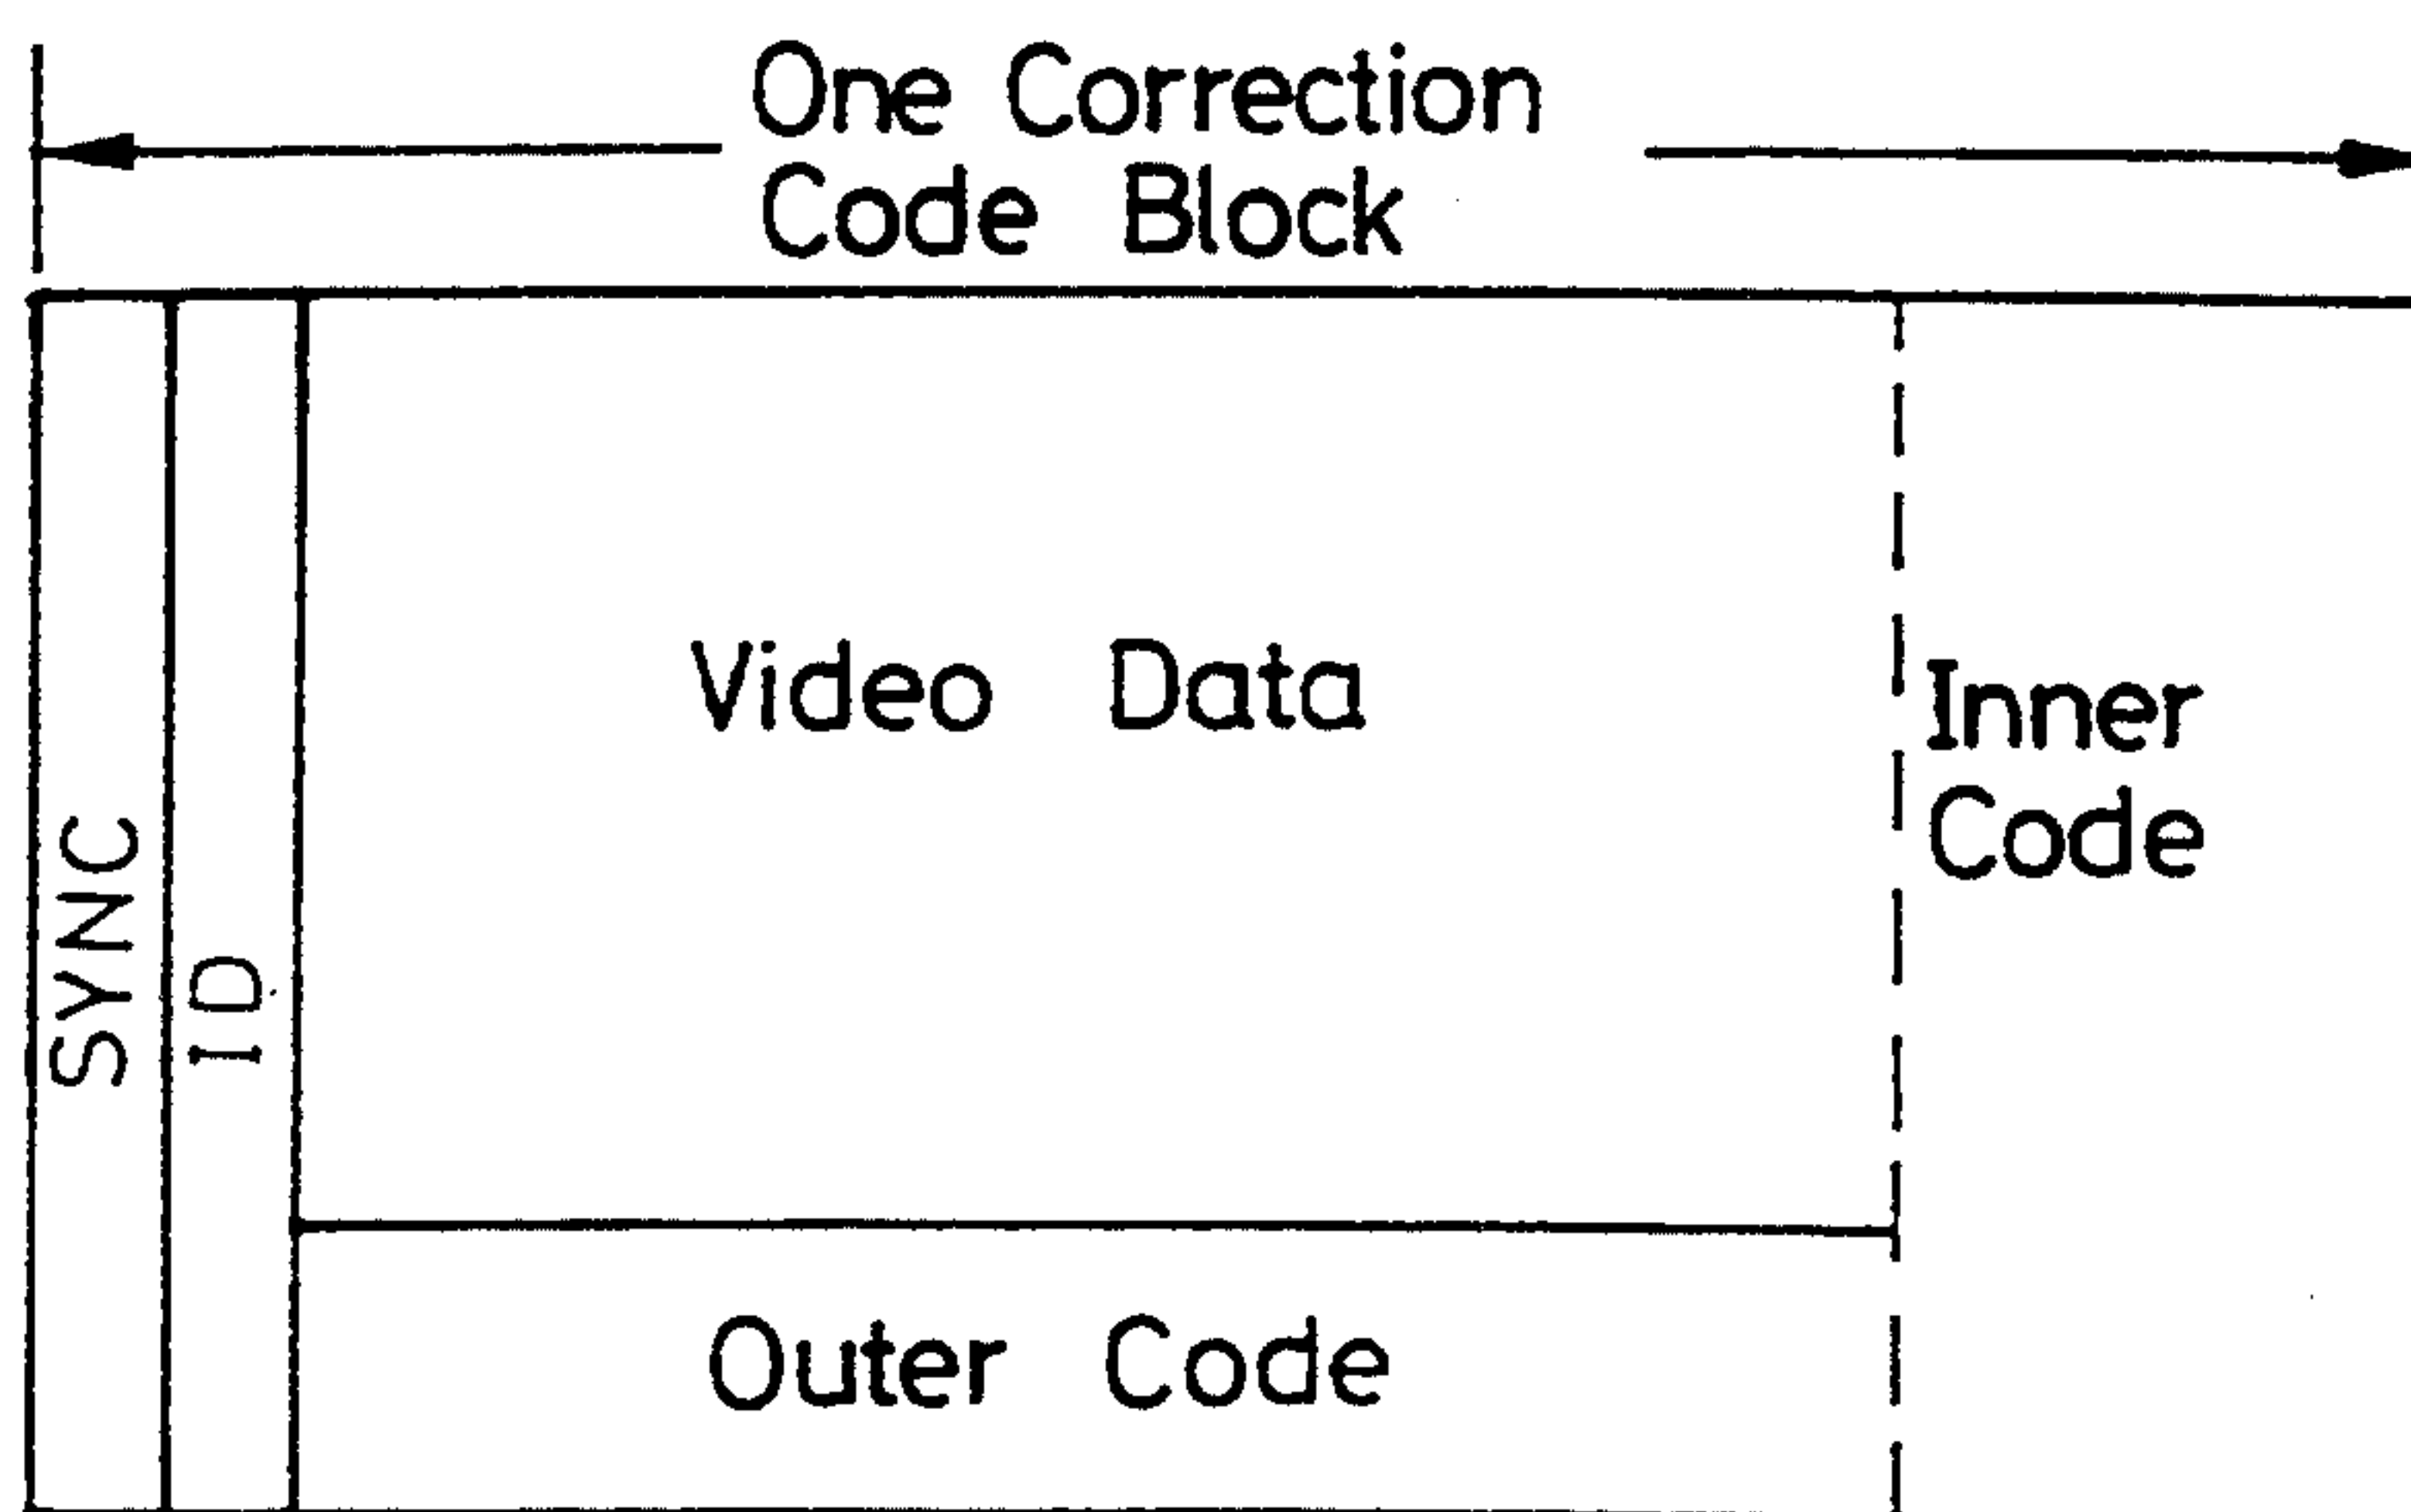 One Correction
Code Block
SYNC
ID
Video Data
Inner
Code
Outer Code